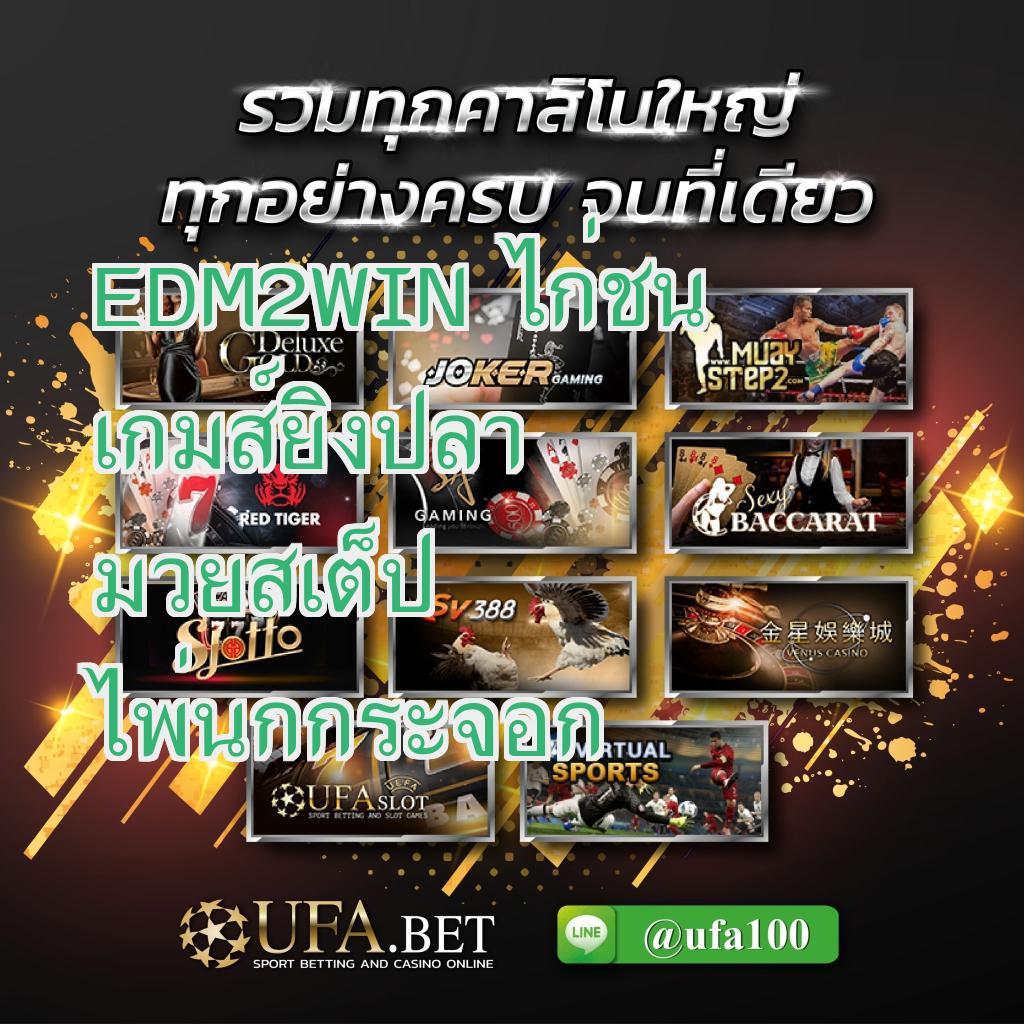 รวมทุกคาสิโนใหญ่
ทุกอย่างครบ จบที่เดียว
EDM2WIN ไก่ชน
Deluxe
GOLD
JOKER GAMING
WWW.MUAY
STEP2.COM
เกมส์ยิงปลา
7
RED TIGER
GAMING
Sexy
BACCARAT
มวยสเต็ป
Slotto
SV388
金星娛樂城
VENUS CASINO
ไพ่นกกระจอก
UEFA
UFA SLOT
SPORT BETTING AND SLOT GAMES
VIRTUAL
SPORTS
UFA.BET
SPORT BETTING AND CASINO ONLINE
LINE
@ufa100